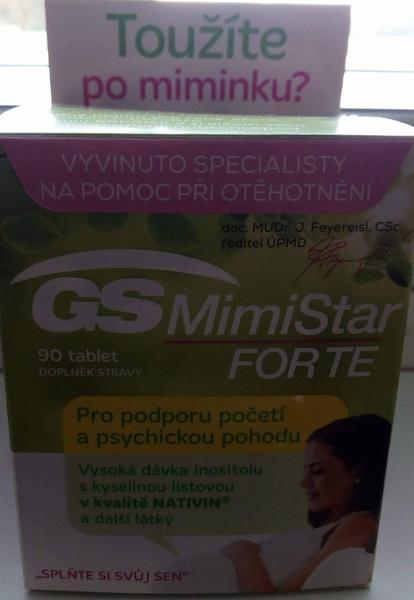 Toužíte
po miminku?
VYVINUTO SPECIALISTY
NA POMOC PŘI OTĚHOTNĚNÍ
doc. MUDr. J. Feyereisl, CSc.
ředitel ÚPMD
GS MimiStar
FORTE
90 tablet
DOPLNĚK STRAVY
Pro podporu početí
a psychickou pohodu
Vysoká dávka inositolu
s kyselinou listovou
v kvalitě NATIVIN®
a další látky
„SPLŇTE SI SVŮJ SEN"